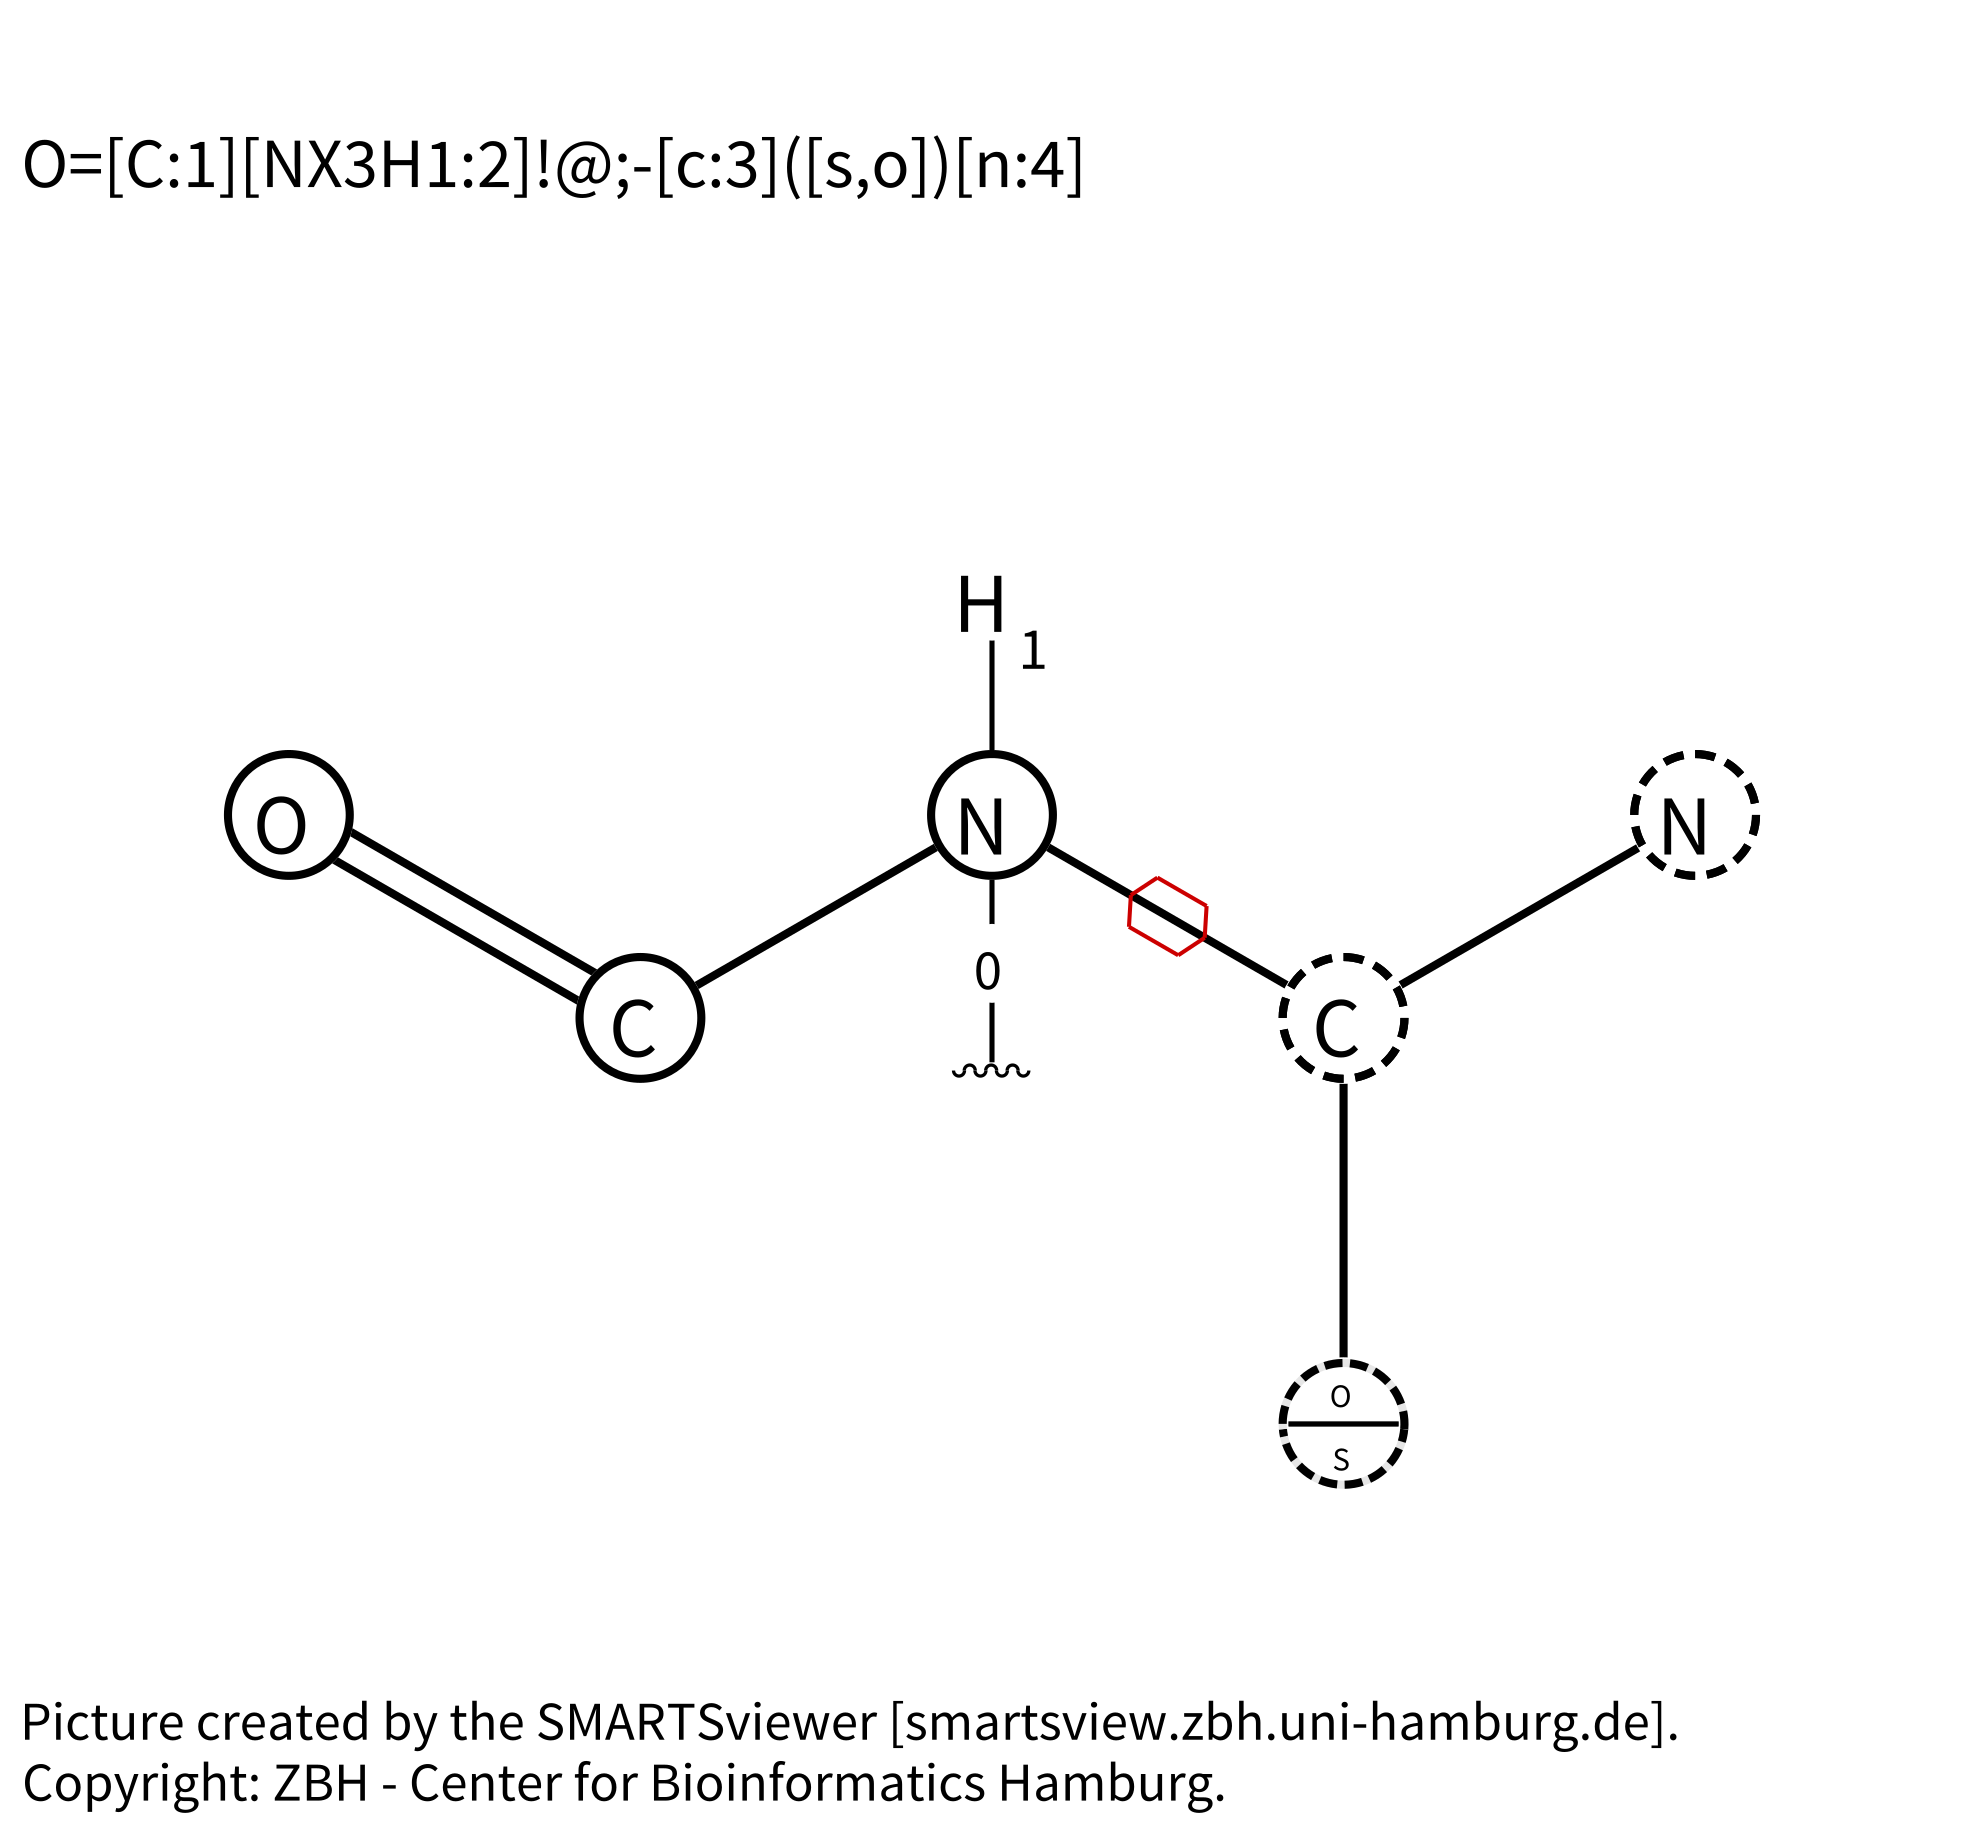 O=[C:1][NX3H1:2]!@;-[c:3]([s,o])[n:4]
H
1
O
N
N
0
C
C
O
S
Picture created by the SMARTSviewer [smartsview.zbh.uni-hamburg.de].
Copyright: ZBH - Center for Bioinformatics Hamburg.